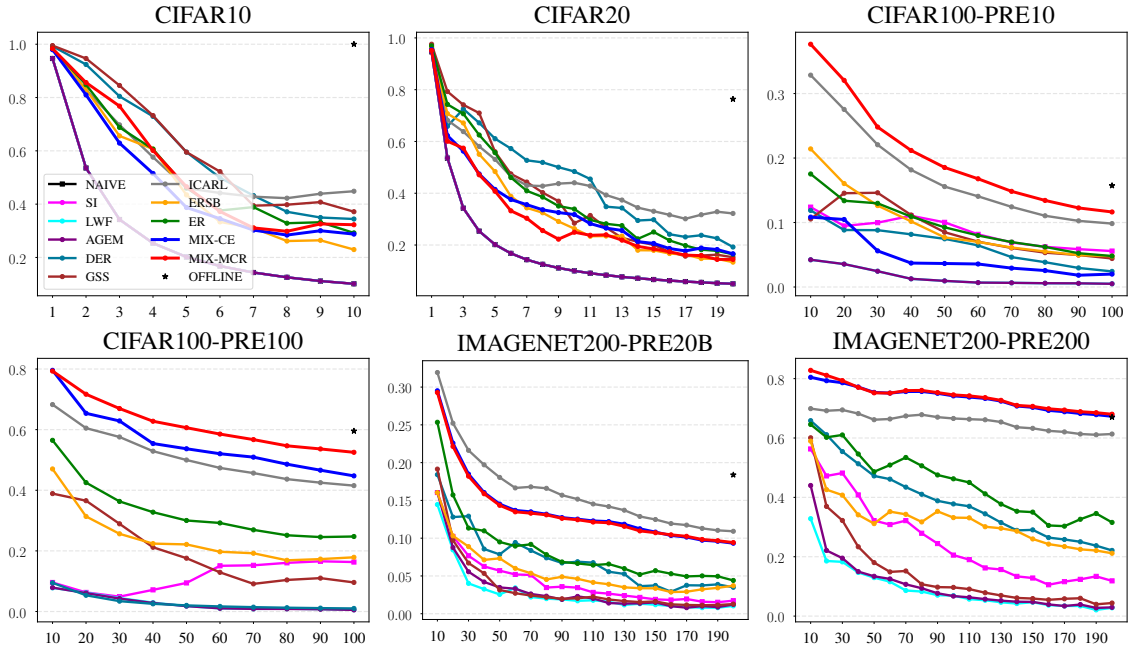 CIFAR10
1.0
0.8
0.6
0.4
0.2
1 2 3 4 5 6 7 8 9 10
NAIVE
SI
LWF
AGEM
DER
GSS
ICARL
ERSB
ER
MIX-CE
MIX-MCR
OFFLINE
CIFAR20
1.0
0.8
0.6
0.4
0.2
1 3 5 7 9 11 13 15 17 19
CIFAR100-PRE10
0.3
0.2
0.1
0.0
10 20 30 40 50 60 70 80 90 100
CIFAR100-PRE100
0.8
0.6
0.4
0.2
0.0
10 20 30 40 50 60 70 80 90 100
IMAGENET200-PRE20B
0.30
0.25
0.20
0.15
0.10
0.05
0.00
10 30 50 70 90 110 130 150 170 190
IMAGENET200-PRE200
0.8
0.6
0.4
0.2
0.0
10 30 50 70 90 110 130 150 170 190